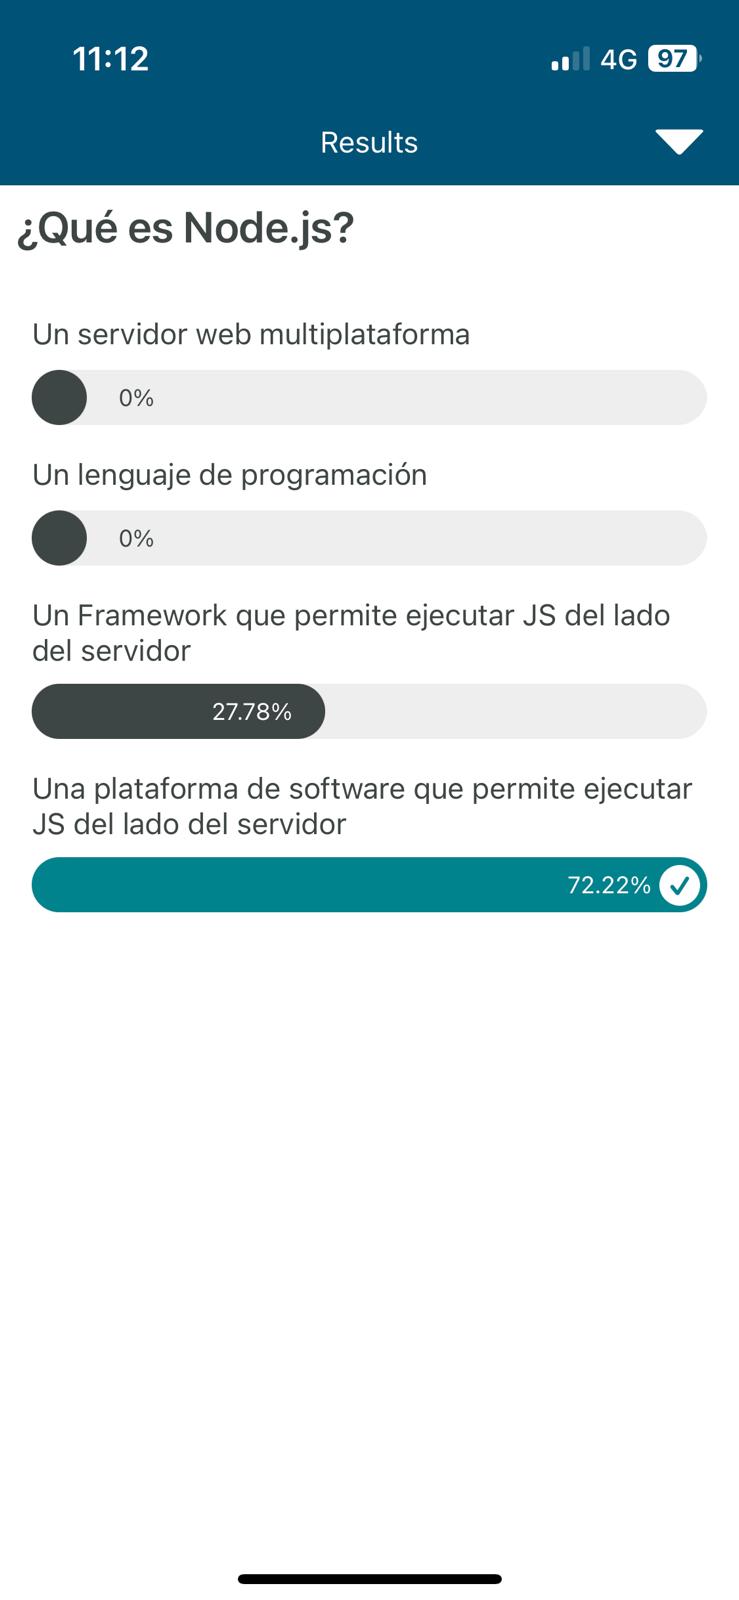 11:12
4G 97
Results
¿Qué es Node.js?
Un servidor web multiplataforma
0%
Un lenguaje de programación
0%
Un Framework que permite ejecutar JS del lado
del servidor
27.78%
Una plataforma de software que permite ejecutar
JS del lado del servidor
72.22%